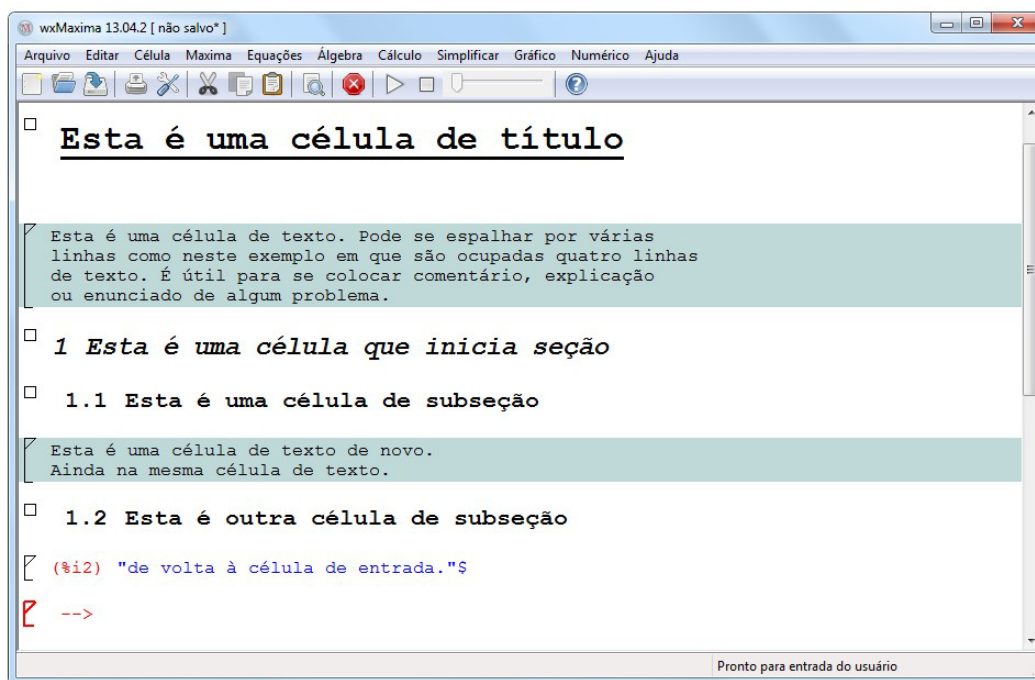 wxMaxima 13.04.2 [ não salvo* ]
Arquivo Editar Célula Maxima Equações Álgebra Cálculo Simplificar Gráfico Numérico Ajuda
Esta é uma célula de título
Esta é uma célula de texto. Pode se espalhar por várias
linhas como neste exemplo em que são ocupadas quatro linhas
de texto. É útil para se colocar comentário, explicação
ou enunciado de algum problema.
1 Esta é uma célula que inicia seção
1.1 Esta é uma célula de subseção
Esta é uma célula de texto de novo.
Ainda na mesma célula de texto.
1.2 Esta é outra célula de subseção
(%i2) "de volta à célula de entrada."$
-->
Pronto para entrada do usuário